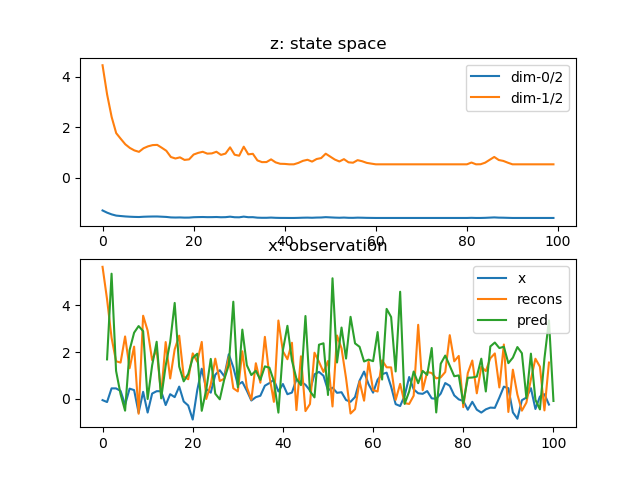 z: state space
4
2
0
dim-0/2
dim-1/2
0 20 40 60 80 100
x: observation
4
2
0
x
recons
pred
0 20 40 60 80 100